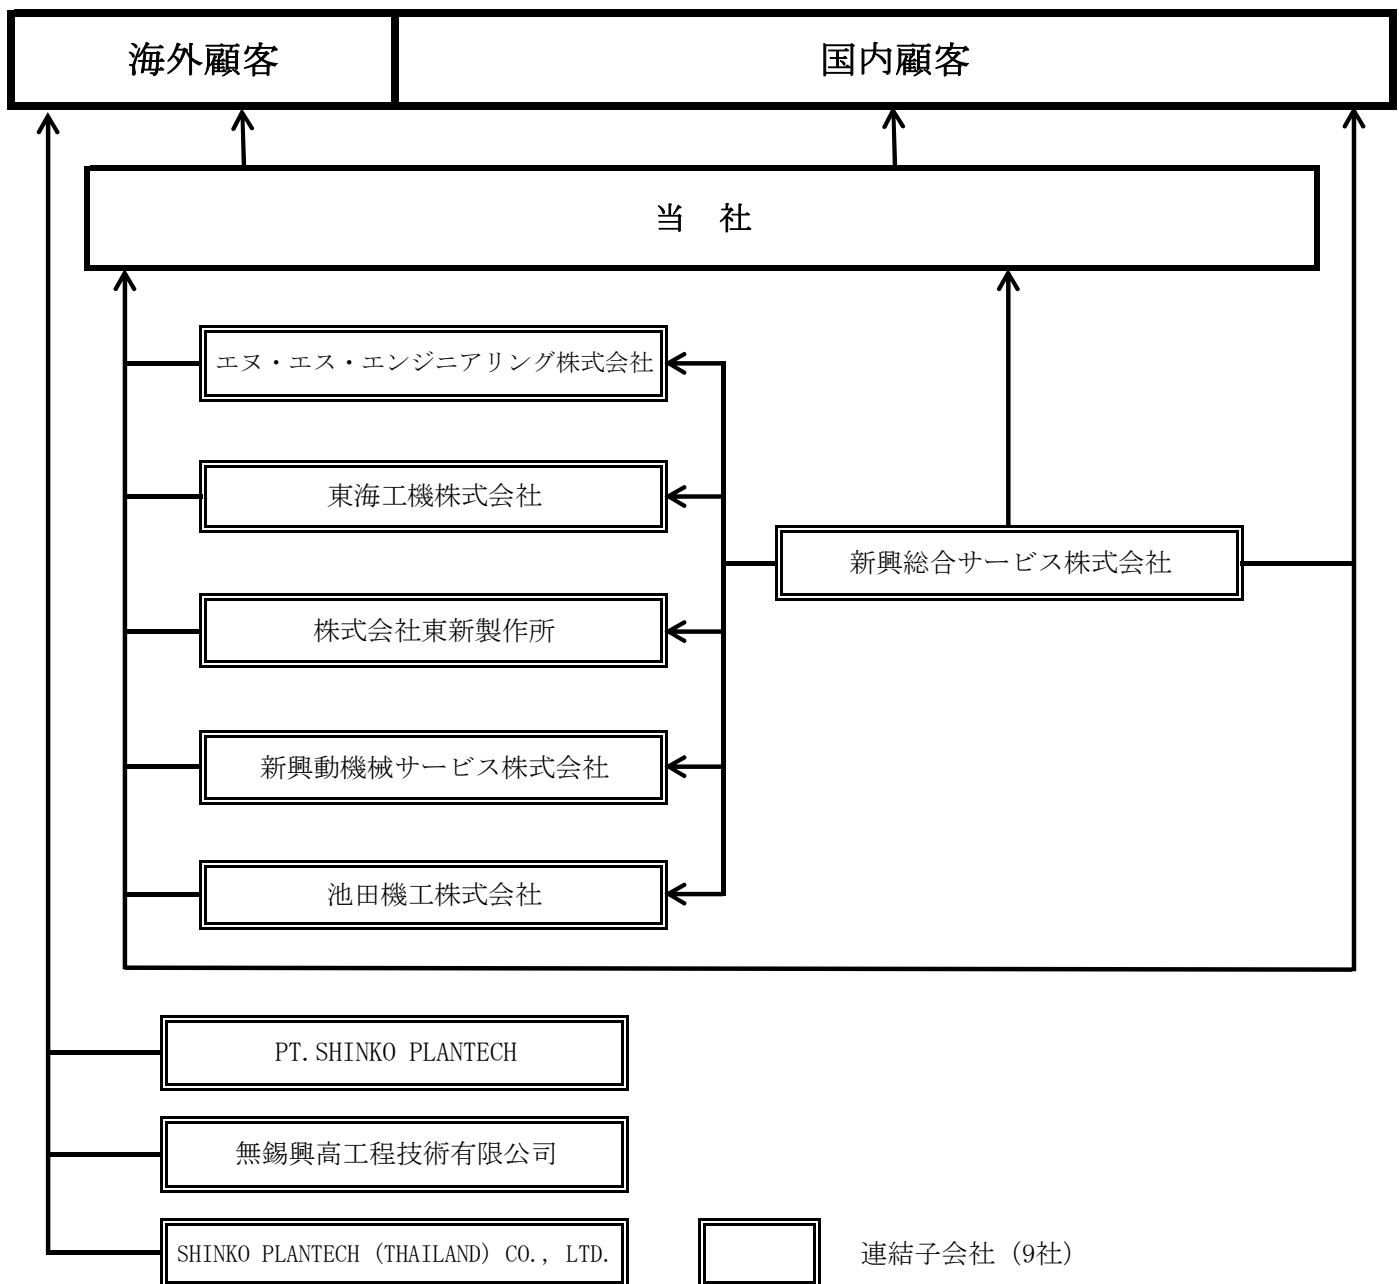 海外顧客
国内顧客
当　社
エヌ・エス・エンジニアリング株式会社
東海工機株式会社
新興総合サービス株式会社
株式会社東新製作所
新興動機械サービス株式会社
池田機工株式会社
PT.SHINKO PLANTECH
無錫興高工程技術有限公司
SHINKO PLANTECH (THAILAND) CO., LTD.
連結子会社 (9社)